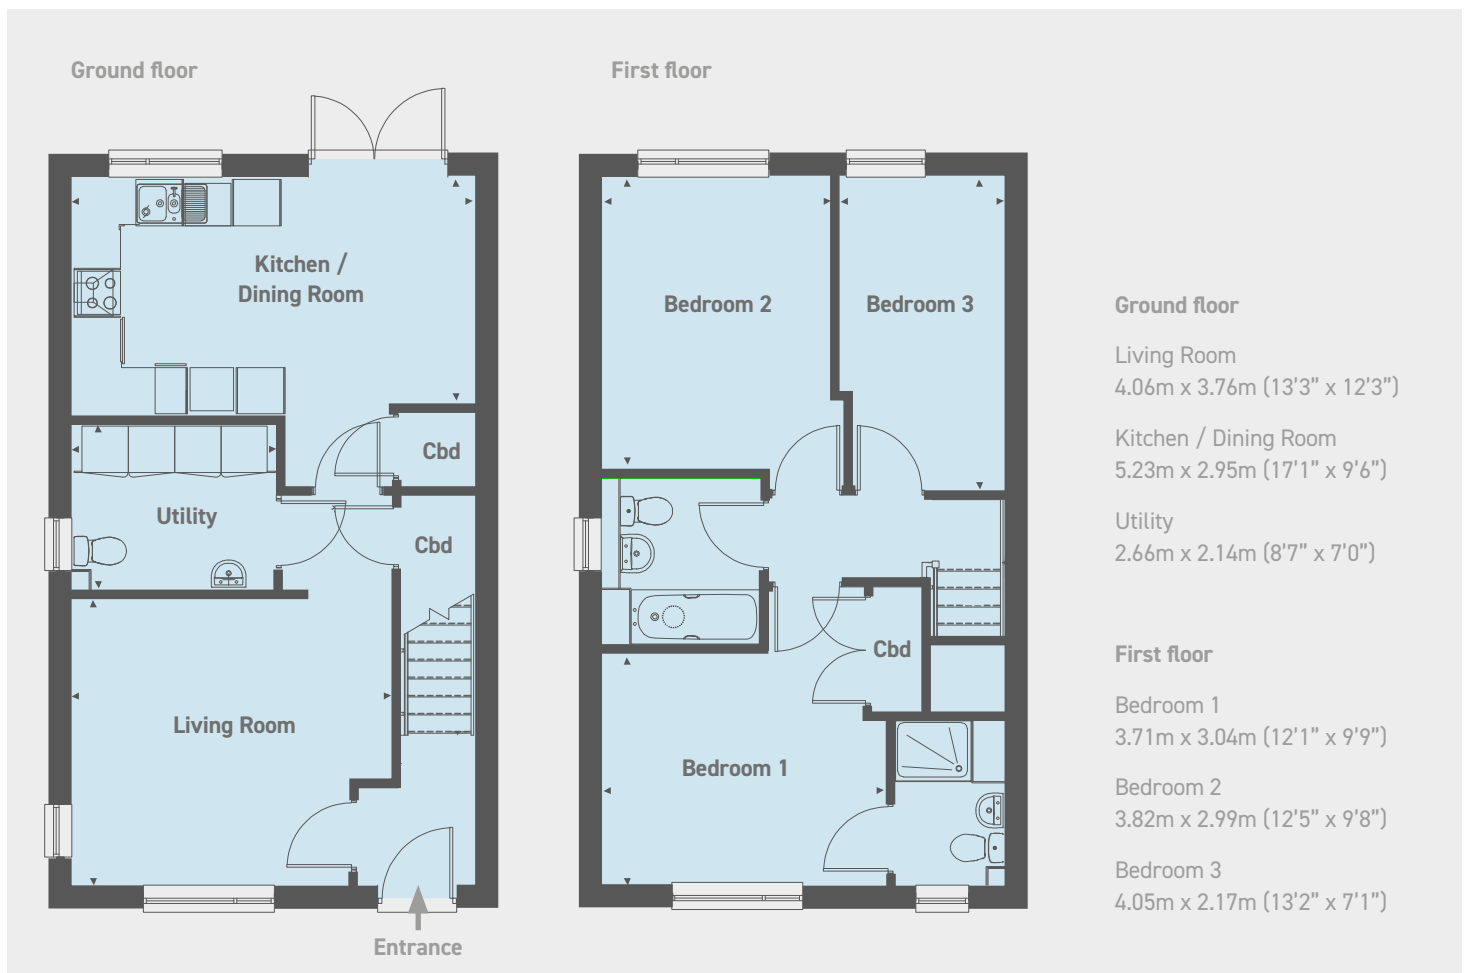 Ground floor
First floor
Kitchen /
Dining Room
Cbd
Utility
Cbd
Living Room
Entrance
Bedroom 2
Bedroom 3
Cbd
Bedroom 1
Ground floor
Living Room
4.06m x 3.76m (13’3” x 12’3”)
Kitchen / Dining Room
5.23m x 2.95m (17’1” x 9’6”)
Utility
2.66m x 2.14m (8’7” x 7’0”)
First floor
Bedroom 1
3.71m x 3.04m (12’1” x 9’9”)
Bedroom 2
3.82m x 2.99m (12’5” x 9’8”)
Bedroom 3
4.05m x 2.17m (13’2” x 7’1”)